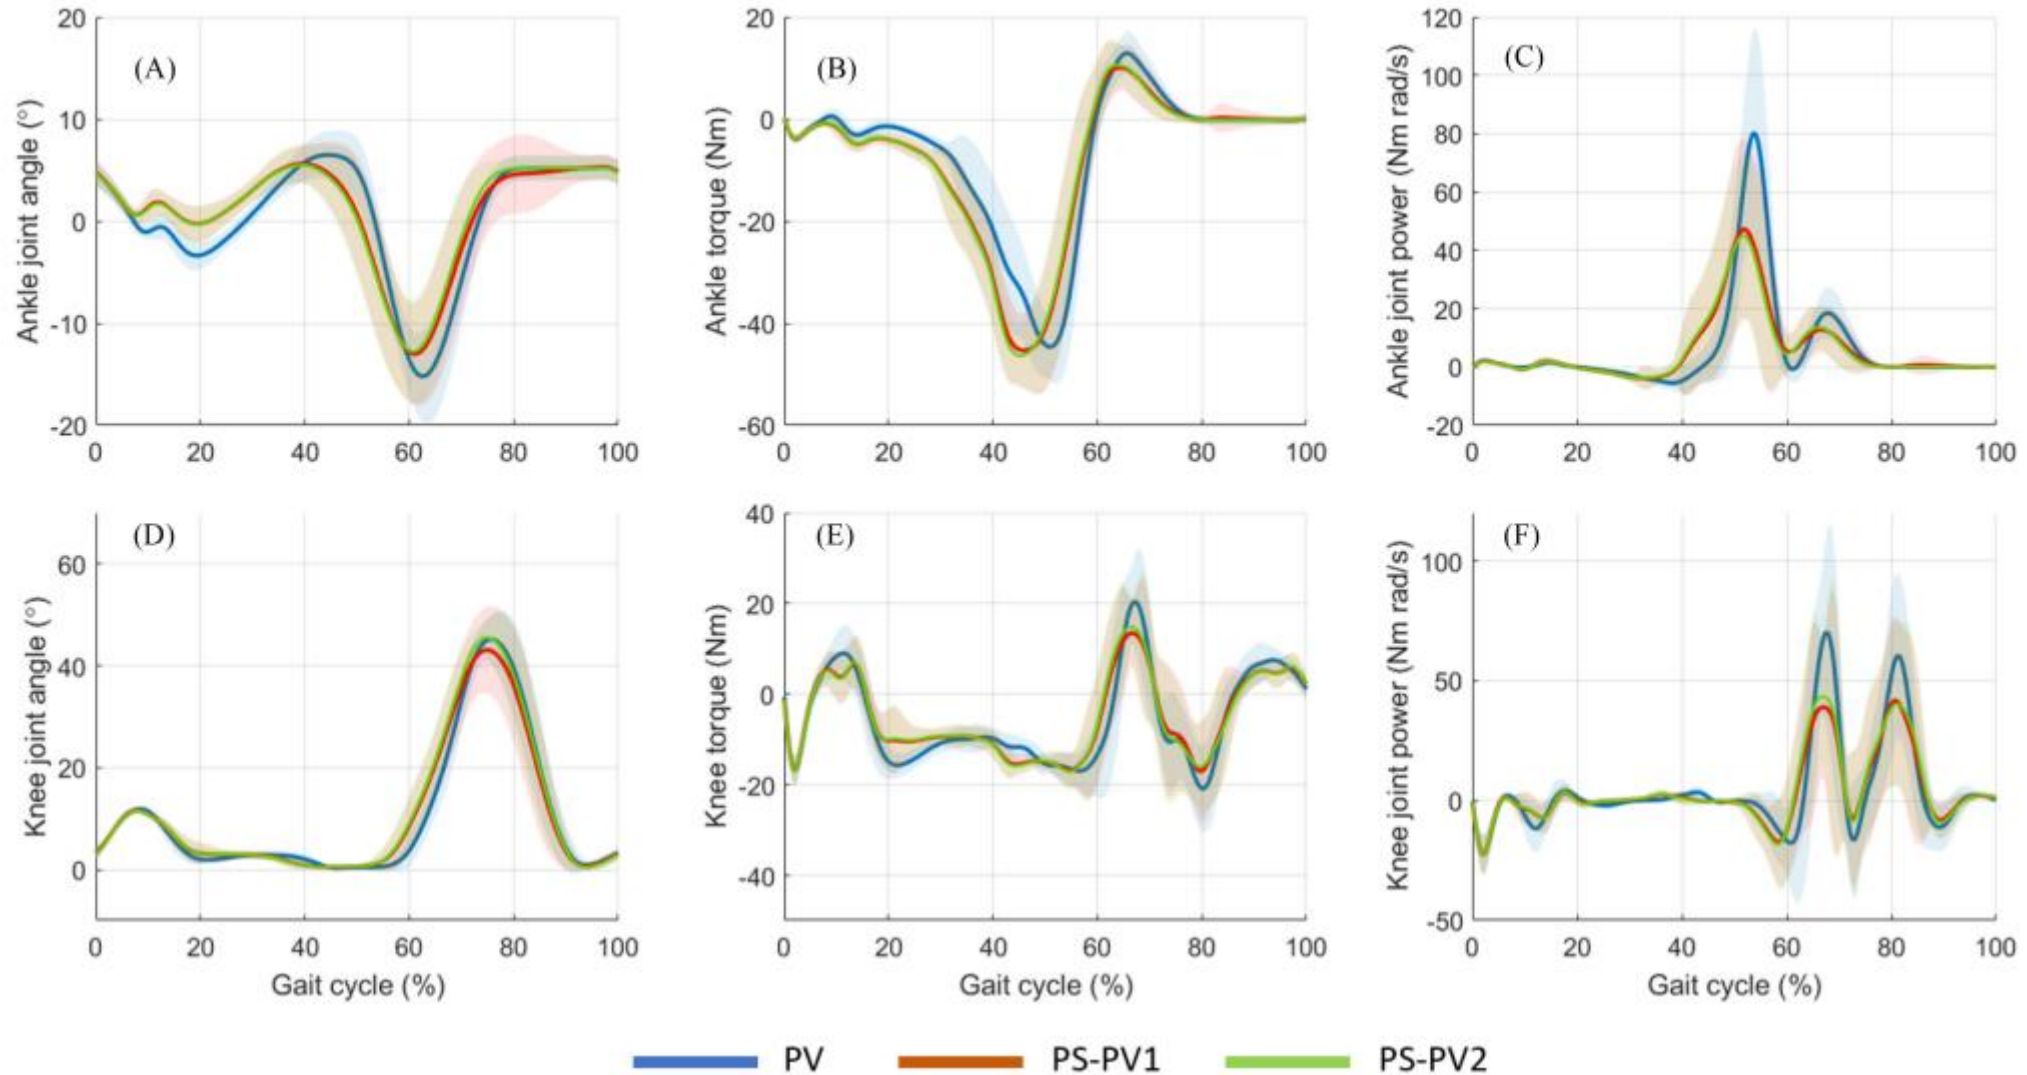 20
10
0
-10
-20
0 20 40 60 80 100
Ankle joint angle (°)
(A)
20
0
-20
-40
-60
0 20 40 60 80 100
Ankle torque (Nm)
(B)
120
100
80
60
40
20
0
-20
0 20 40 60 80 100
Ankle joint power (Nm rad/s)
(C)
60
40
20
0
0 20 40 60 80 100
Knee joint angle (°)
(D)
Gait cycle (%)
40
20
0
-20
-40
0 20 40 60 80 100
Knee torque (Nm)
(E)
Gait cycle (%)
100
50
0
-50
0 20 40 60 80 100
Knee joint power (Nm rad/s)
(F)
Gait cycle (%)
PV PS-PV1 PS-PV2